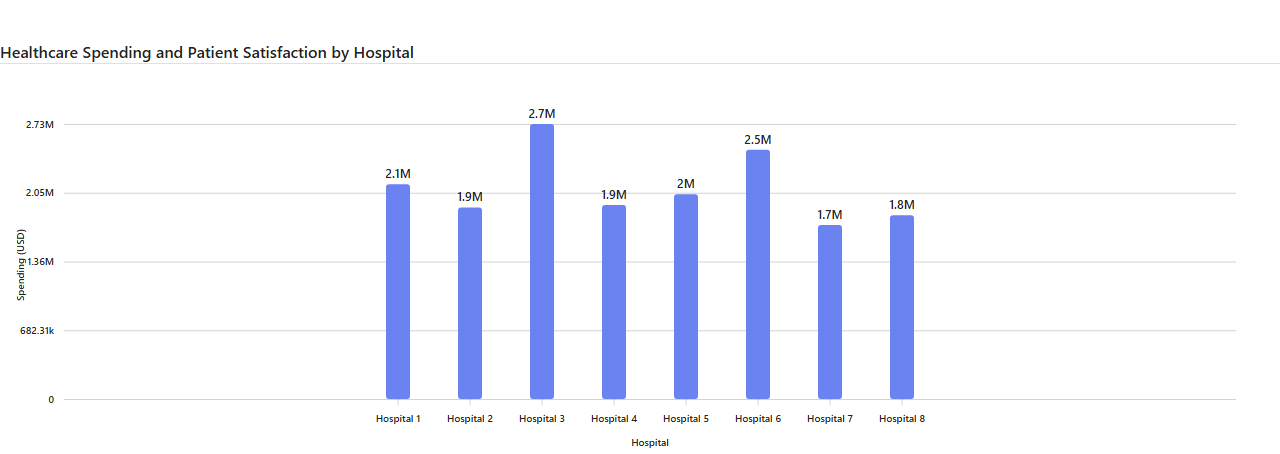 Healthcare Spending and Patient Satisfaction by Hospital
2.7M
2.73M
2.5M
2.1M
2M
2.05M
1.9M
1.9M
1.8M
1.7M
Spending (USD)
1.36M
682.31k
0
Hospital 1
Hospital 2
Hospital 3
Hospital 4
Hospital 5
Hospital 6
Hospital 7
Hospital 8
Hospital